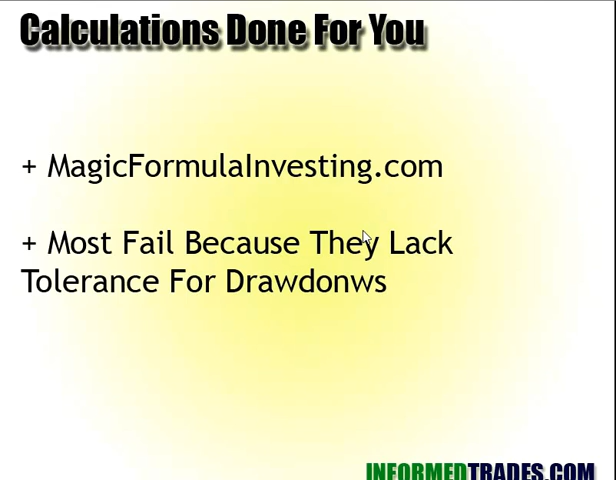 Calculations Done For You
+ MagicFormulaInvesting.com
+ Most Fail Because They Lack
Tolerance For Drawdonws
INFORMEDTRADES.COM